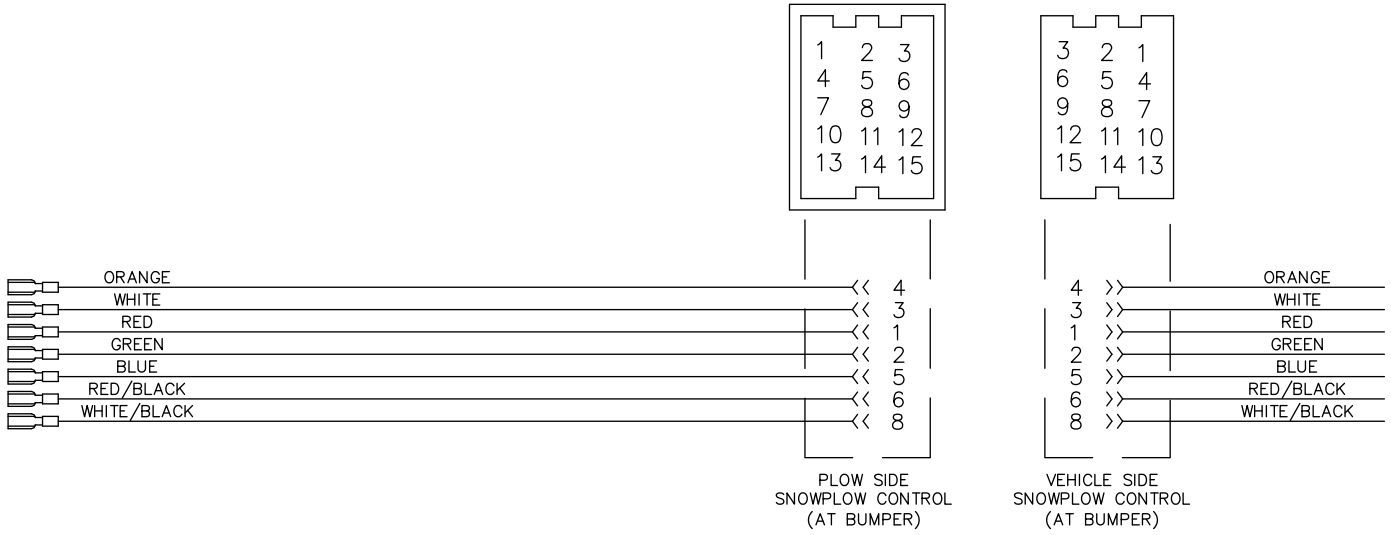 1 2 3
4 5 6
7 8 9
10 11 12
13 14 15
3 2 1
6 5 4
9 8 7
12 11 10
15 14 13
ORANGE
WHITE
RED
GREEN
BLUE
RED/BLACK
WHITE/BLACK
4
3
1
2
5
6
8
PLOW SIDE
SNOWPLOW CONTROL
(AT BUMPER)
4
3
1
2
5
6
8
ORANGE
WHITE
RED
GREEN
BLUE
RED/BLACK
WHITE/BLACK
VEHICLE SIDE
SNOWPLOW CONTROL
(AT BUMPER)